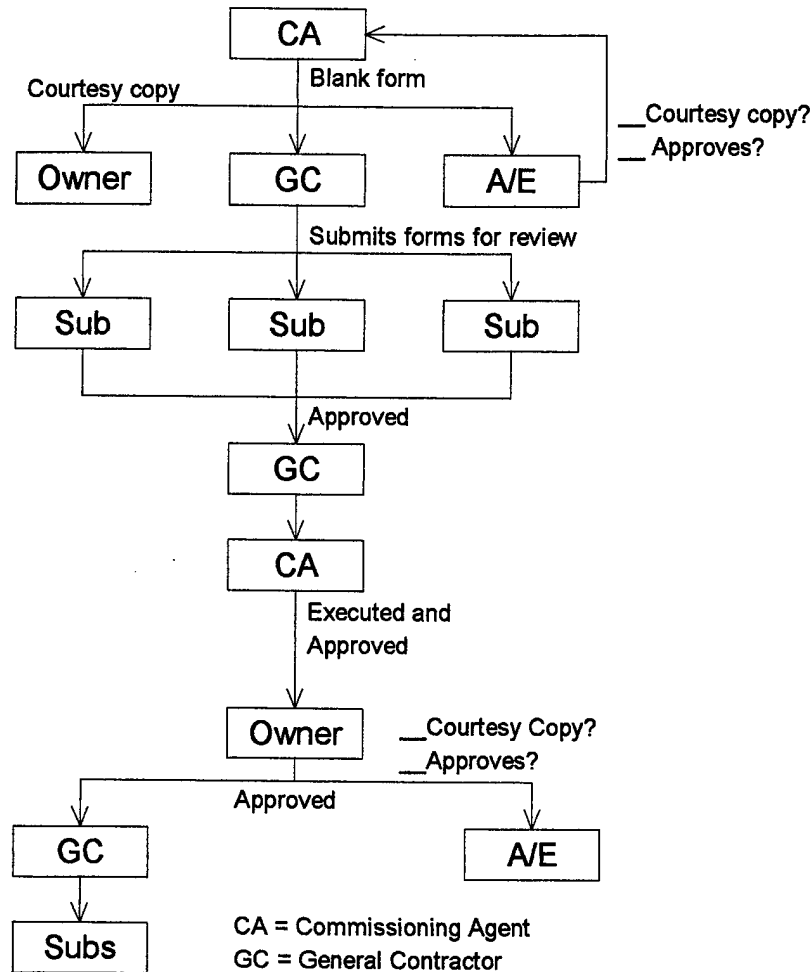 CA
Blank form
Courtesy copy
__Courtesy copy?
__ Approves?
Owner
GC
A/E
Submits forms for review
Sub
Sub
Sub
Approved
GC
CA
Executed and
Approved
Owner
__Courtesy Copy?
__Approves?
Approved
GC
A/E
Subs
CA = Commissioning Agent
GC = General Contractor